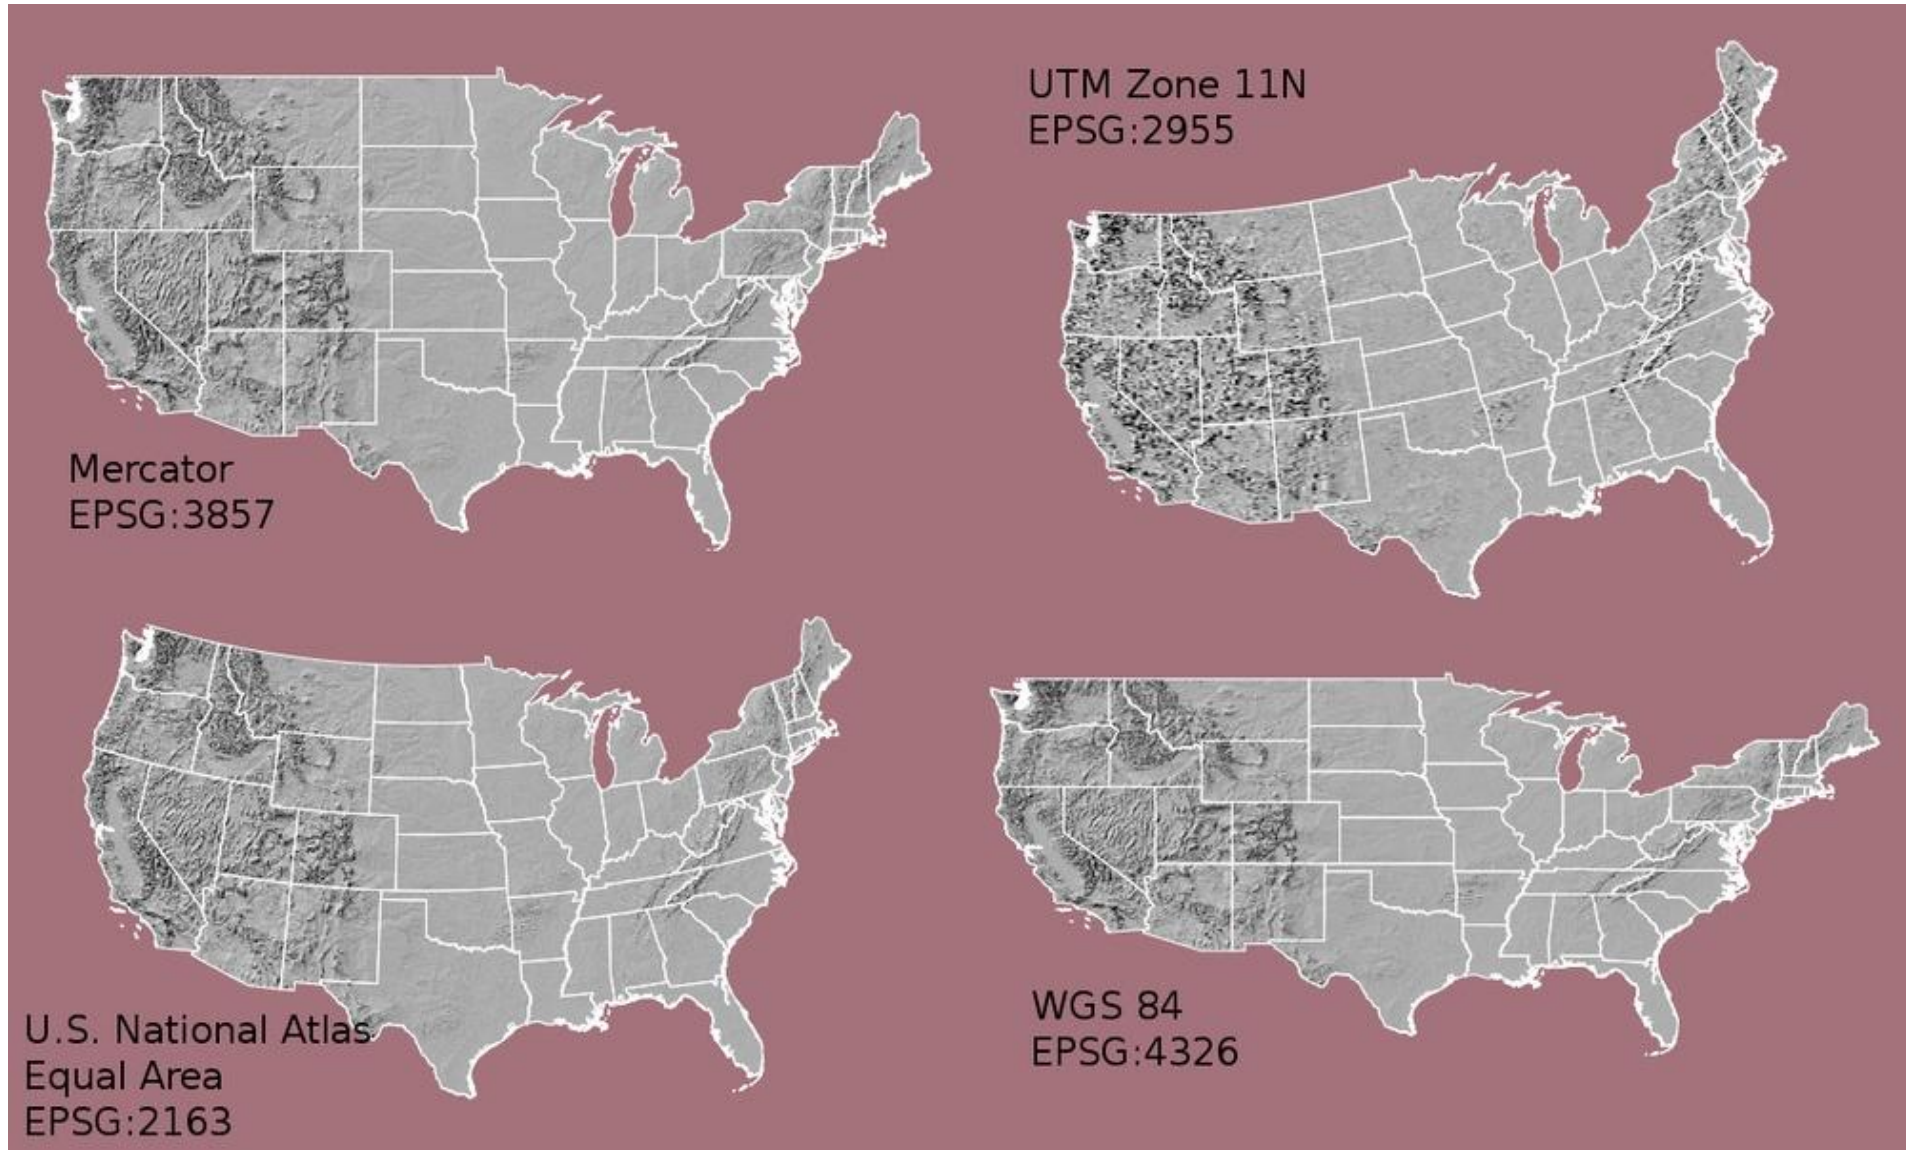 Mercator
EPSG:3857
UTM Zone 11N
EPSG:2955
U.S. National Atlas
Equal Area
EPSG:2163
WGS 84
EPSG:4326